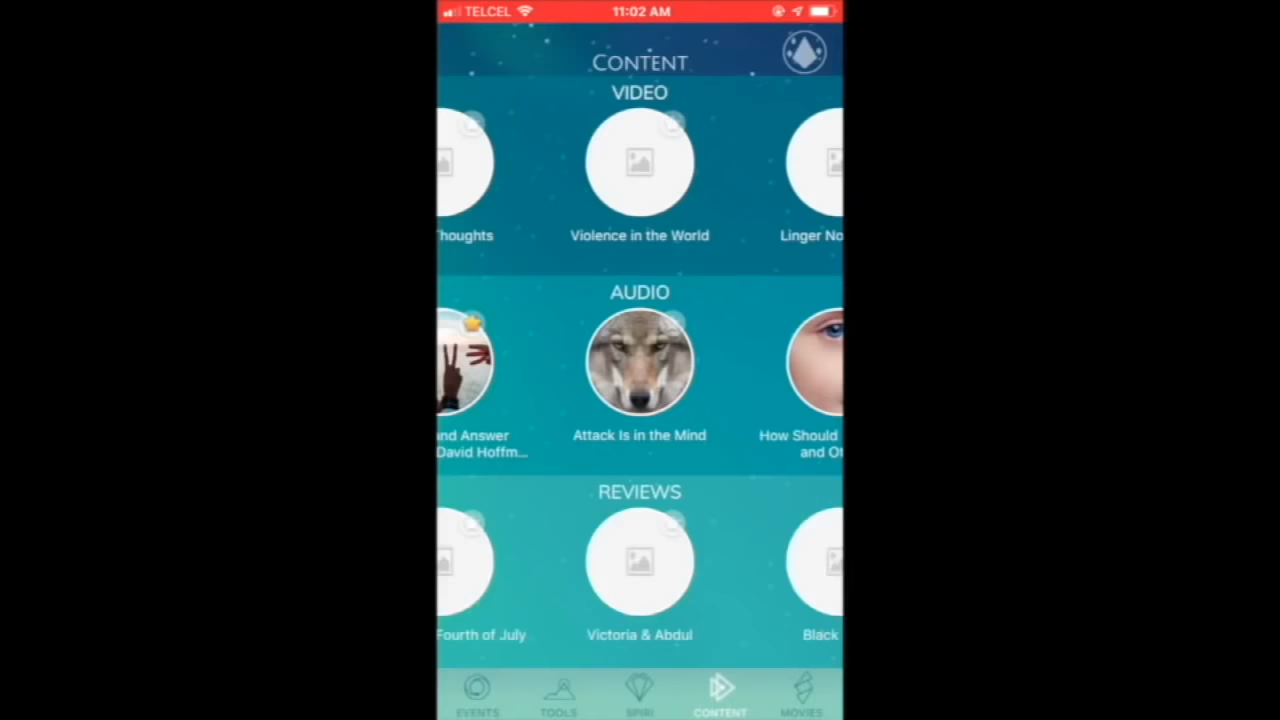 TELCEL
11:02 AM
CONTENT
VIDEO
Thoughts
Violence in the World
Linger No
AUDIO
and Answer
David Hoffm...
Attack Is in the Mind
How Should
and Ot
REVIEWS
Fourth of July
Victoria & Abdul
Black
EVENTS
TOOLS
SPIRI
CONTENT
MOVIES